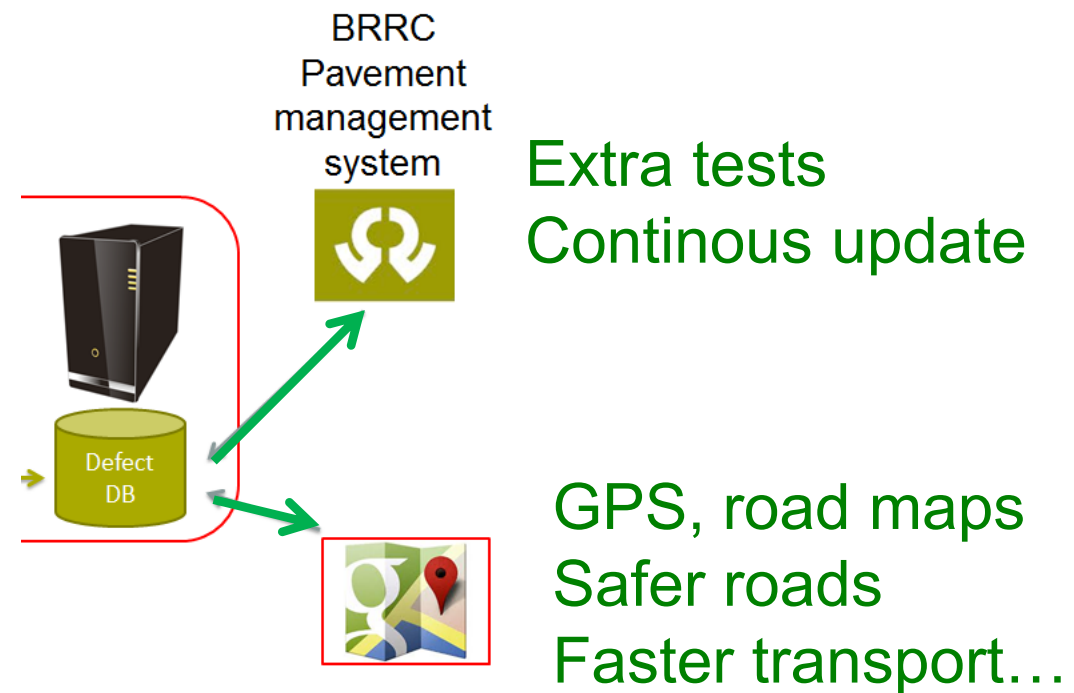 BRRC
Pavement
management
system
Extra tests
Continous update
Defect
DB
g
GPS, road maps
Safer roads
Faster transport…